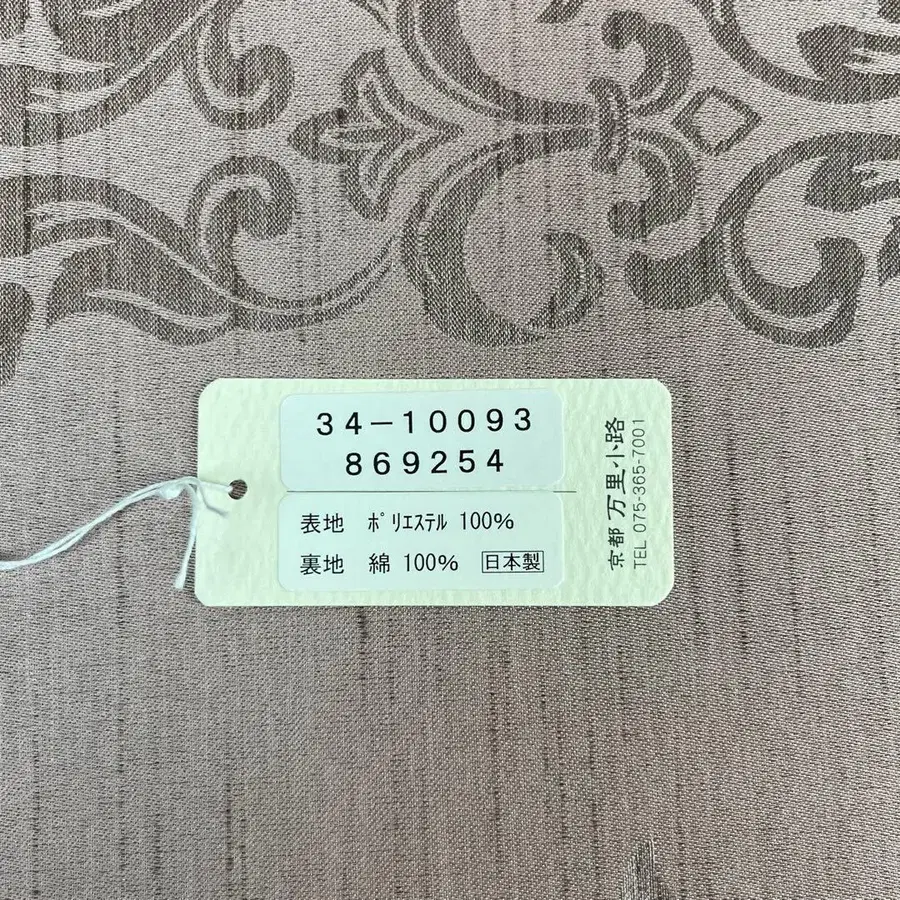 34-10093
869254
表地 ポリエステル 100%
裏地 綿 100% 日本製
京都 万里小路
TEL 075-365-7001